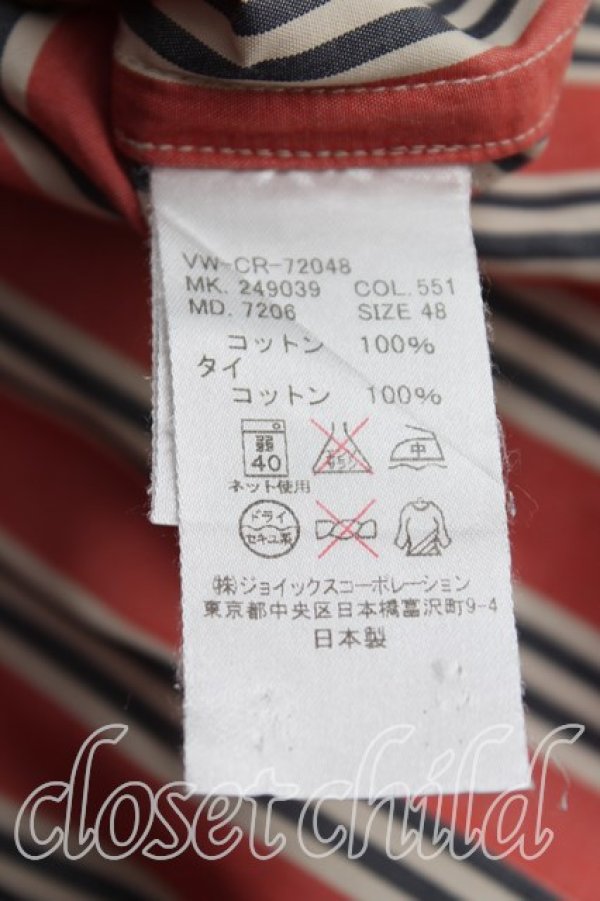 VW-CR-72048
MK. 249039 COL.551
MD. 7206 SIZE 48
コットン 100%
タイ
コットン 100%
弱 40 エンソ サラシ 中
ネット使用
ドライ セキユ系
㈱ジョイックスコーポレーション
東京都中央区日本橋富沢町9-4
日本製
closet child